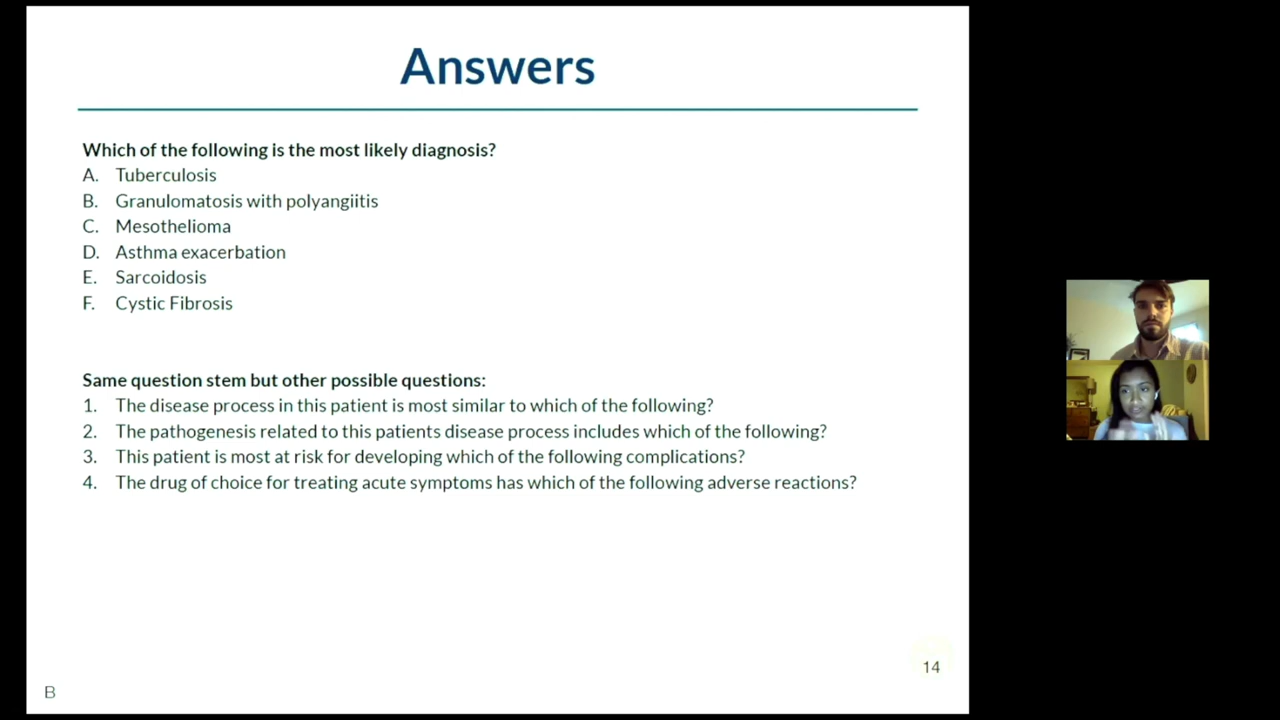 Answers
Which of the following is the most likely diagnosis?
A. Tuberculosis
B. Granulomatosis with polyangiitis
C. Mesothelioma
D. Asthma exacerbation
E. Sarcoidosis
F. Cystic Fibrosis
Same question stem but other possible questions:
1. The disease process in this patient is most similar to which of the following?
2. The pathogenesis related to this patients disease process includes which of the following?
3. This patient is most at risk for developing which of the following complications?
4. The drug of choice for treating acute symptoms has which of the following adverse reactions?
14
B